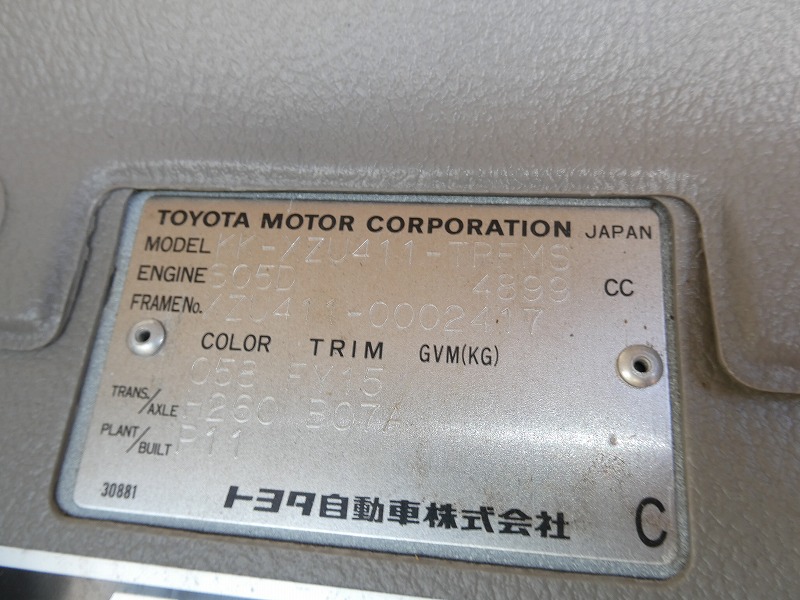 TOYOTA MOTOR CORPORATION JAPAN
MODEL KK-XZU411-TRFMS
ENGINE S05D 4899 CC
FRAME No. XZU411-0002417
COLOR TRIM GVM(KG)
058 FY15
TRANS./AXLE B07A
PLANT/BUILT P11
30881 トヨタ自動車株式会社 C